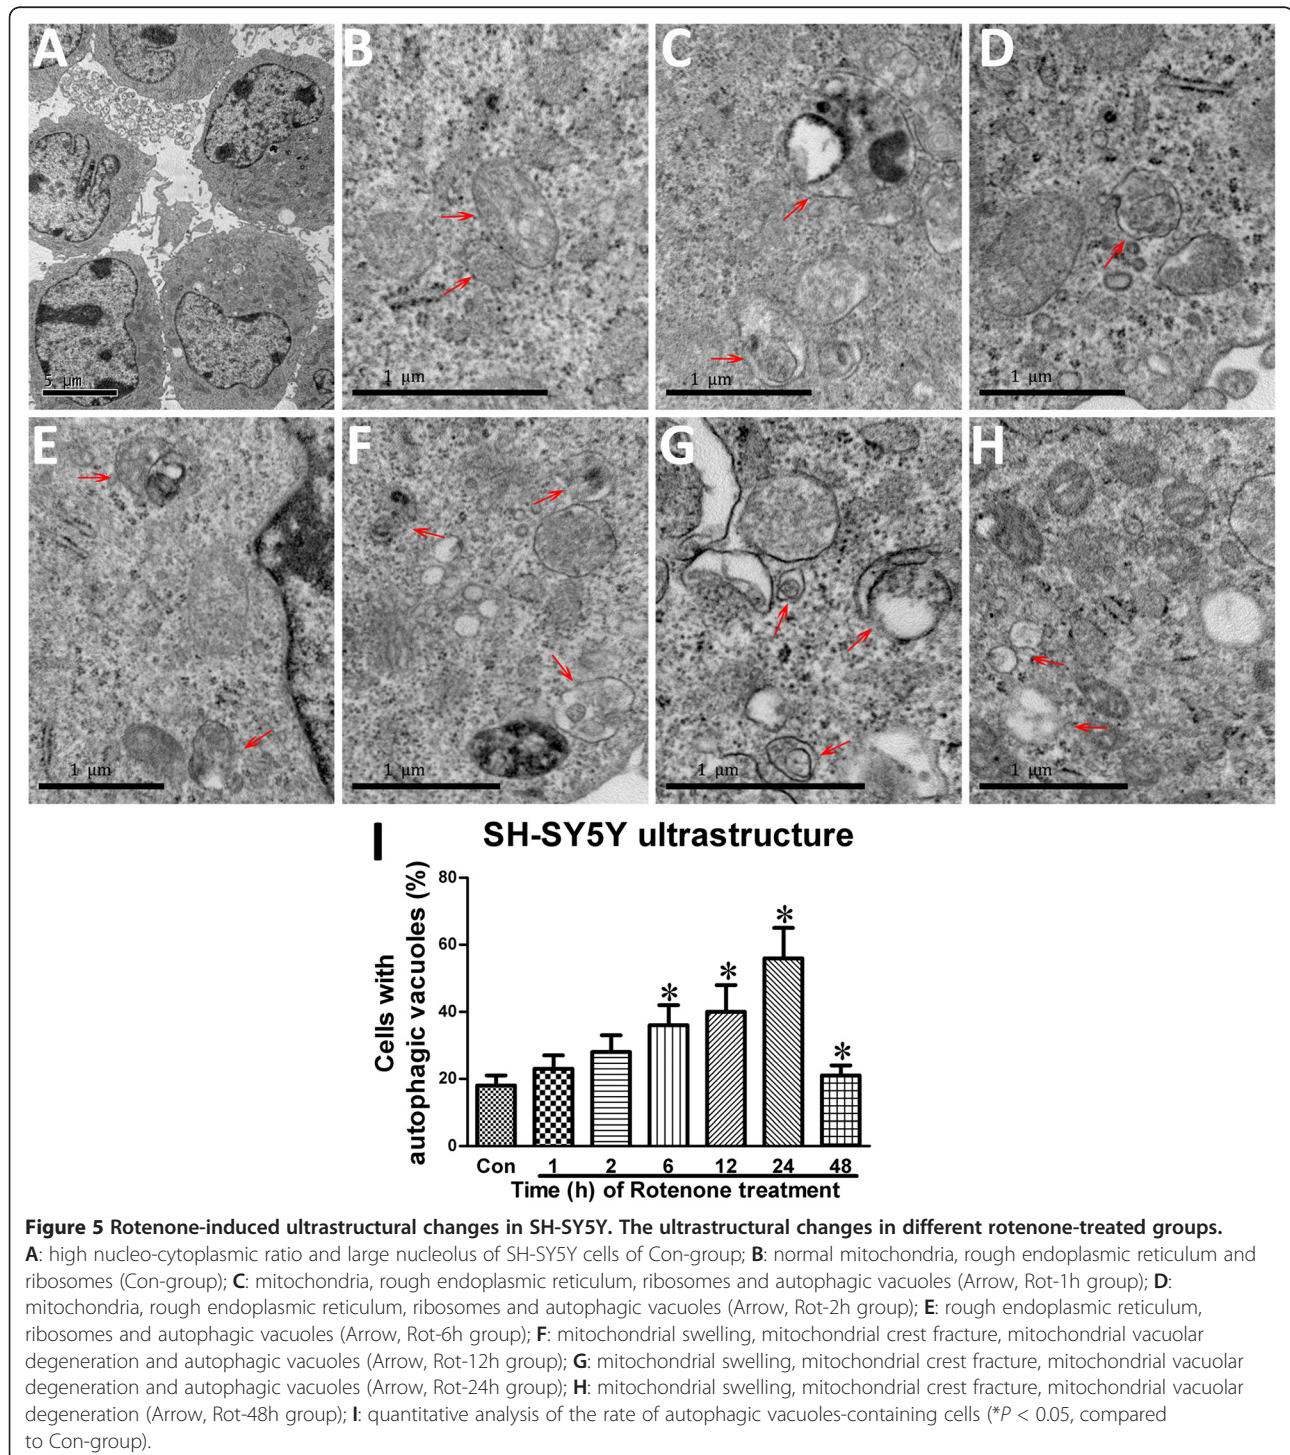 A
B
C
D
5 μm
1 μm
1 μm
1 μm
E
F
G
H
1 μm
1 μm
1 μm
1 μm
I
SH-SY5Y ultrastructure
Cells with
autophagic vacuoles (%)
80
60
40
20
0
*
*
*
*
Con 1 2 6 12 24 48
Time (h) of Rotenone treatment
Figure 5 Rotenone-induced ultrastructural changes in SH-SY5Y. The ultrastructural changes in different rotenone-treated groups.
A: high nucleo-cytoplasmic ratio and large nucleolus of SH-SY5Y cells of Con-group; B: normal mitochondria, rough endoplasmic reticulum and
ribosomes (Con-group); C: mitochondria, rough endoplasmic reticulum, ribosomes and autophagic vacuoles (Arrow, Rot-1h group); D:
mitochondria, rough endoplasmic reticulum, ribosomes and autophagic vacuoles (Arrow, Rot-2h group); E: rough endoplasmic reticulum,
ribosomes and autophagic vacuoles (Arrow, Rot-6h group); F: mitochondrial swelling, mitochondrial crest fracture, mitochondrial vacuolar
degeneration and autophagic vacuoles (Arrow, Rot-12h group); G: mitochondrial swelling, mitochondrial crest fracture, mitochondrial vacuolar
degeneration and autophagic vacuoles (Arrow, Rot-24h group); H: mitochondrial swelling, mitochondrial crest fracture, mitochondrial vacuolar
degeneration (Arrow, Rot-48h group); I: quantitative analysis of the rate of autophagic vacuoles-containing cells (*P < 0.05, compared
to Con-group).